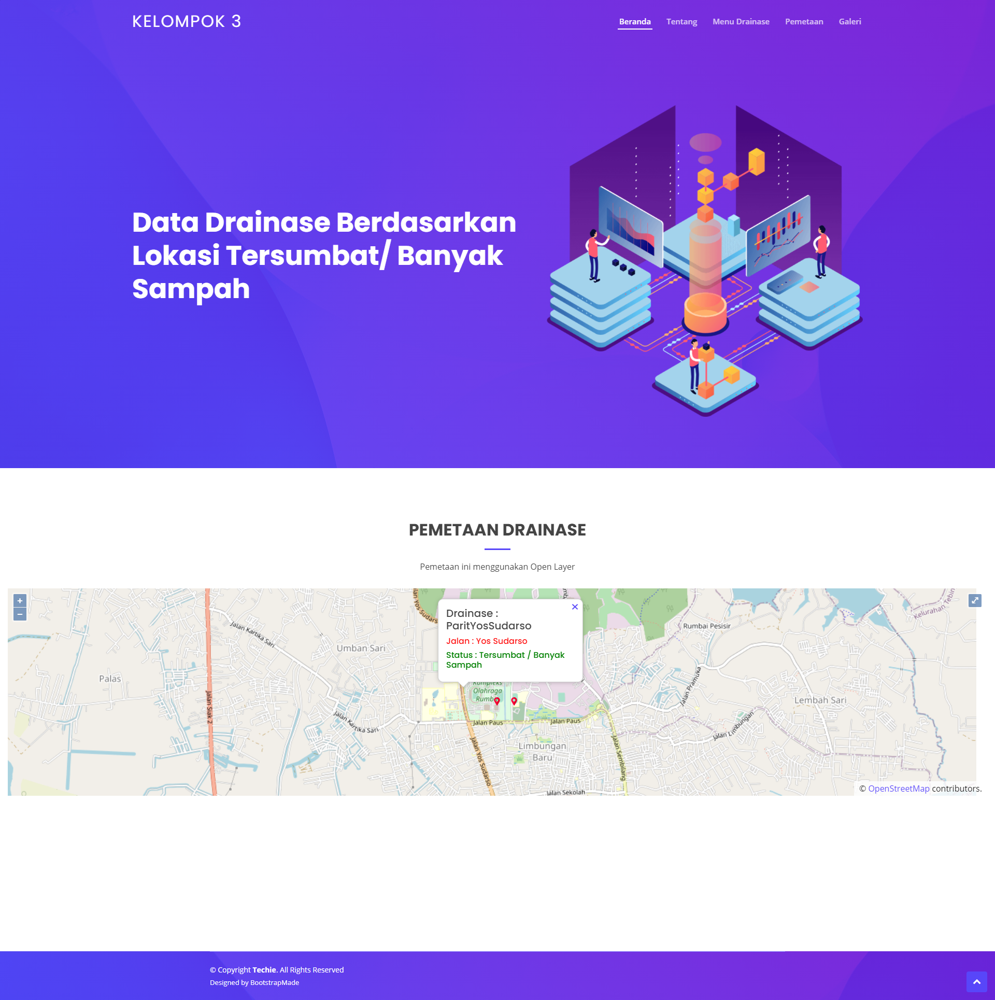 KELOMPOK 3
Beranda
Tentang
Menu Drainase
Pemetaan
Galeri
Data Drainase Berdasarkan
Lokasi Tersumbat/ Banyak
Sampah
PEMETAAN DRAINASE
Pemetaan ini menggunakan Open Layer
+
−
Jalan Yos Sudarso
Kelurahan Tebin
Drainase :
ParitYosSudarso
Jalan : Yos Sudarso
Status : Tersumbat / Banyak
Sampah
Jalan Kartika Sari
Umban Sari
Rumbai Pesisir
Palas
Jalan Siak 2
Kompleks
Olahraga
Rumb
Jalan Pramuka
Lembah Sari
Jalan Kartika Sari
Jalan Paus
Jalan Paus
Jalan Limbungan
Jalan Yos Sudarso
Limbungan
Baru
Jalan Sembilang
Jalan Sekolah
© OpenStreetMap contributors.
© Copyright Techie. All Rights Reserved
Designed by BootstrapMade